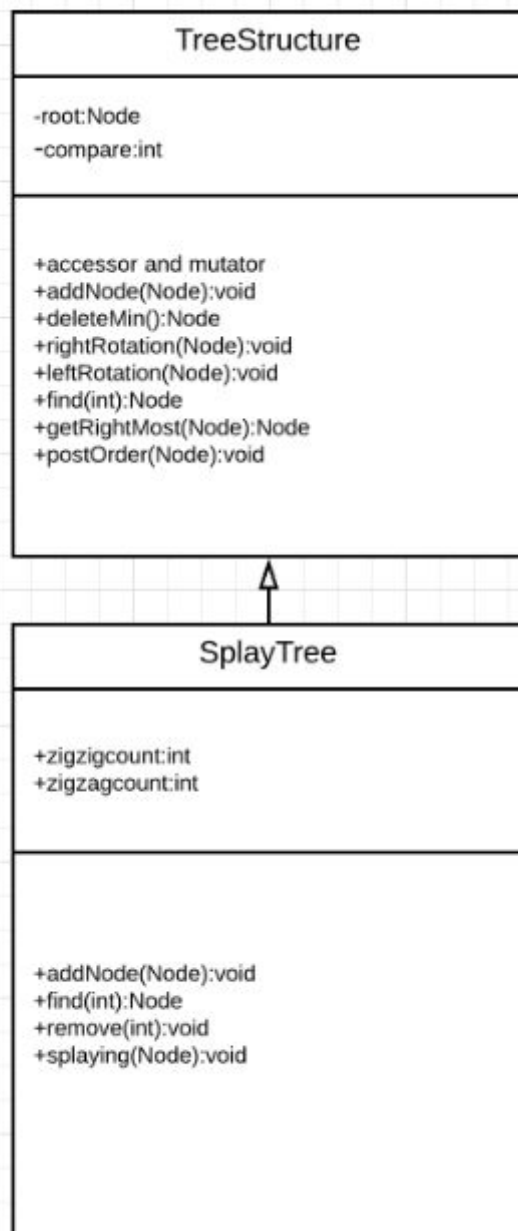 TreeStructure
-root:Node
-compare:int
+accessor and mutator
+addNode(Node):void
+deleteMin():Node
+rightRotation(Node):void
+leftRotation(Node):void
+find(int):Node
+getRightMost(Node):Node
+postOrder(Node):void
SplayTree
+zigzigcount:int
+zigzagcount:int
+addNode(Node):void
+find(int):Node
+remove(int):void
+splaying(Node):void